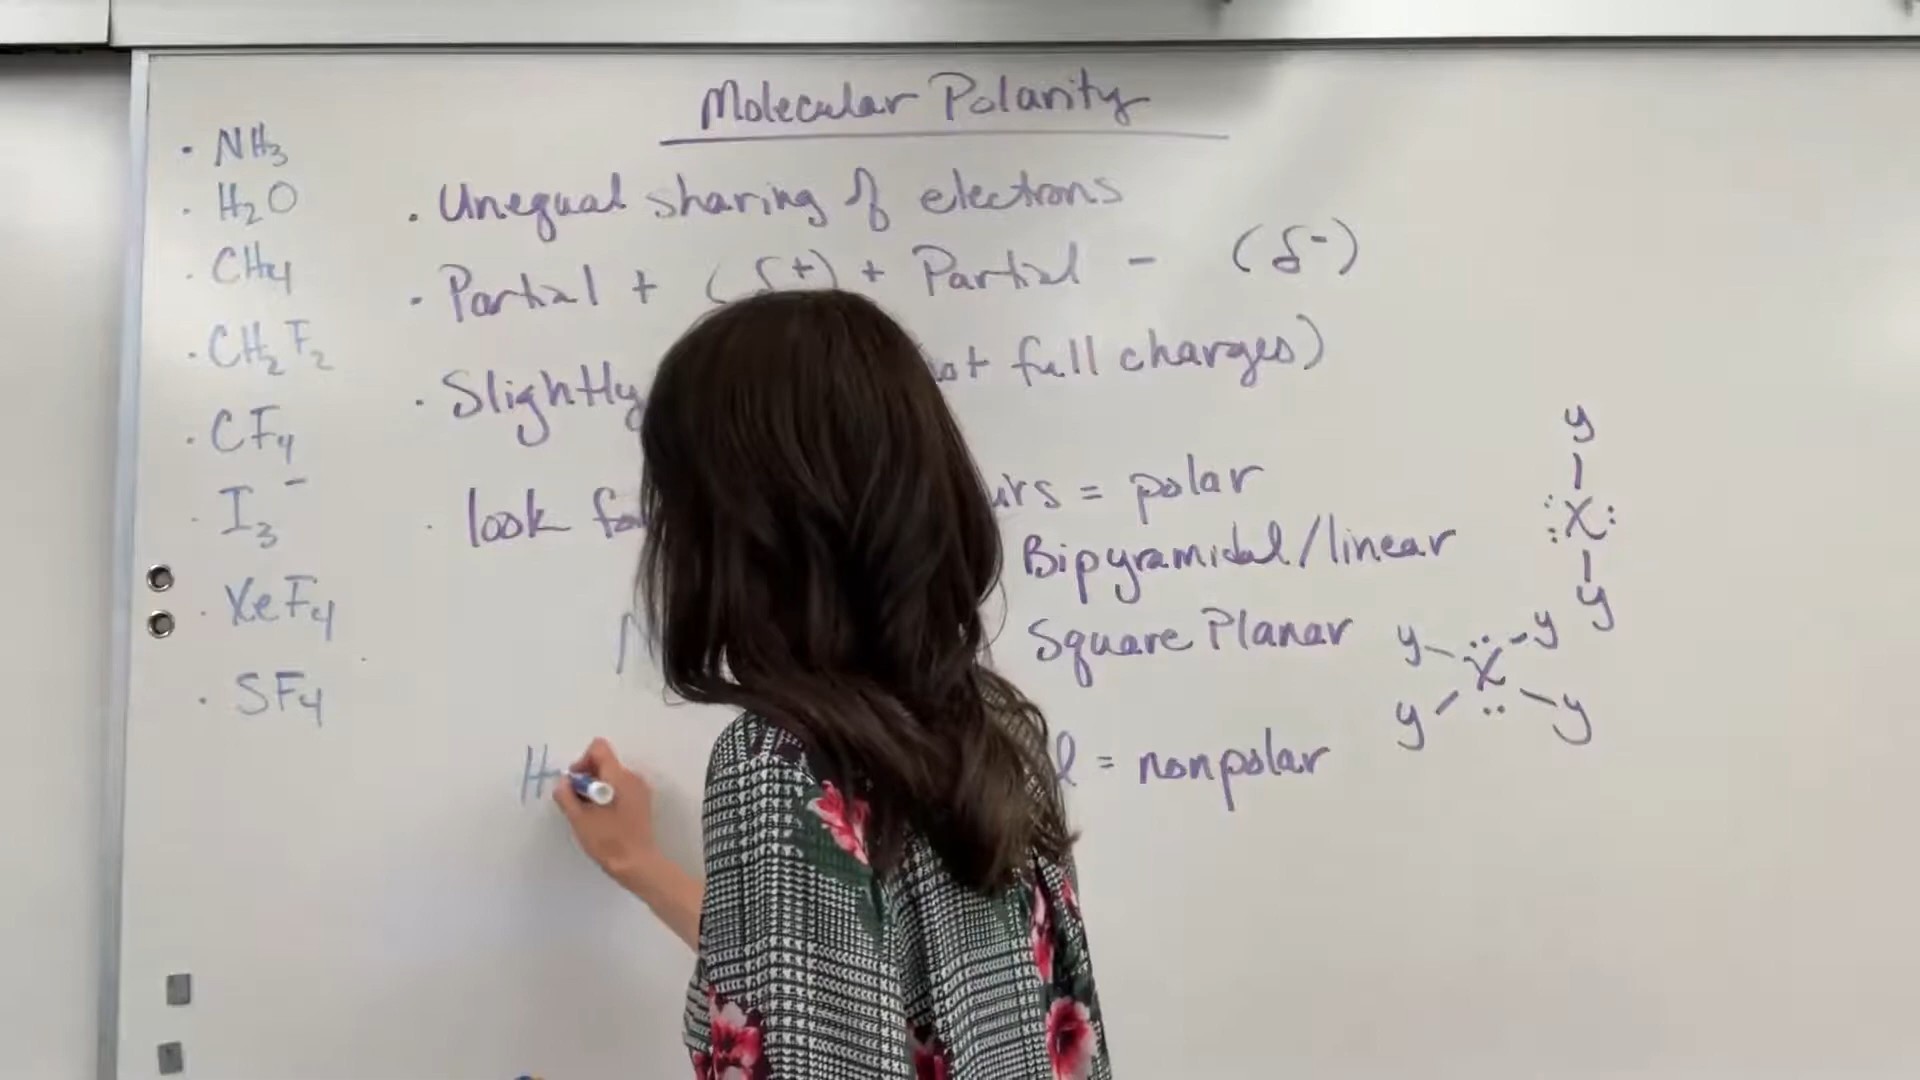 Molecular Polarity
· NH₃
· H₂O
· CH₄
· CH₂F₂
· CF₄
· I₃⁻
· XeF₄
· SF₄
· Unequal sharing of electrons
· Partial + (δ+) + Partial - (δ-)
· Slightly full charges)
· look = polar
Bipyramidal/linear
Square Planar
= nonpolar
N
H
y
|
:X:
|
y
y - X - y
y - - y